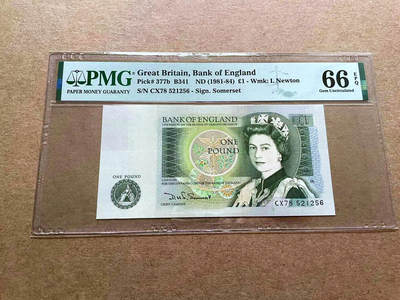 PMG Great Britain, Bank of England 66 EPQ
Pick# 377b B341 ND (1981-84) £1 - Wmk: I. Newton
PAPER MONEY GUARANTY S/N CX78 521256 - Sign. Somerset Gem Uncirculated
BANK OF ENGLAND £1
ONE
POUND
ONE POUND
CX78 521256